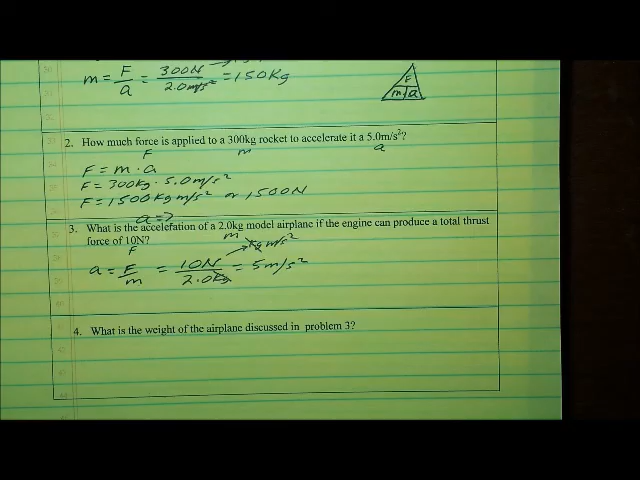 m = F/a = 300N/2.0m/s² = 150Kg
F
m a
2. How much force is applied to a 300kg rocket to accelerate it a 5.0m/s²?
F m a
F = m · a
F = 300kg · 5.0m/s²
F = 1500 Kg m/s² or 1500N
a = ?
3. What is the acceleration of a 2.0kg model airplane if the engine can produce a total thrust
m
force of 10N?
F
kg m/s²
a = F/m = 10N/2.0kg = 5m/s²
4. What is the weight of the airplane discussed in problem 3?